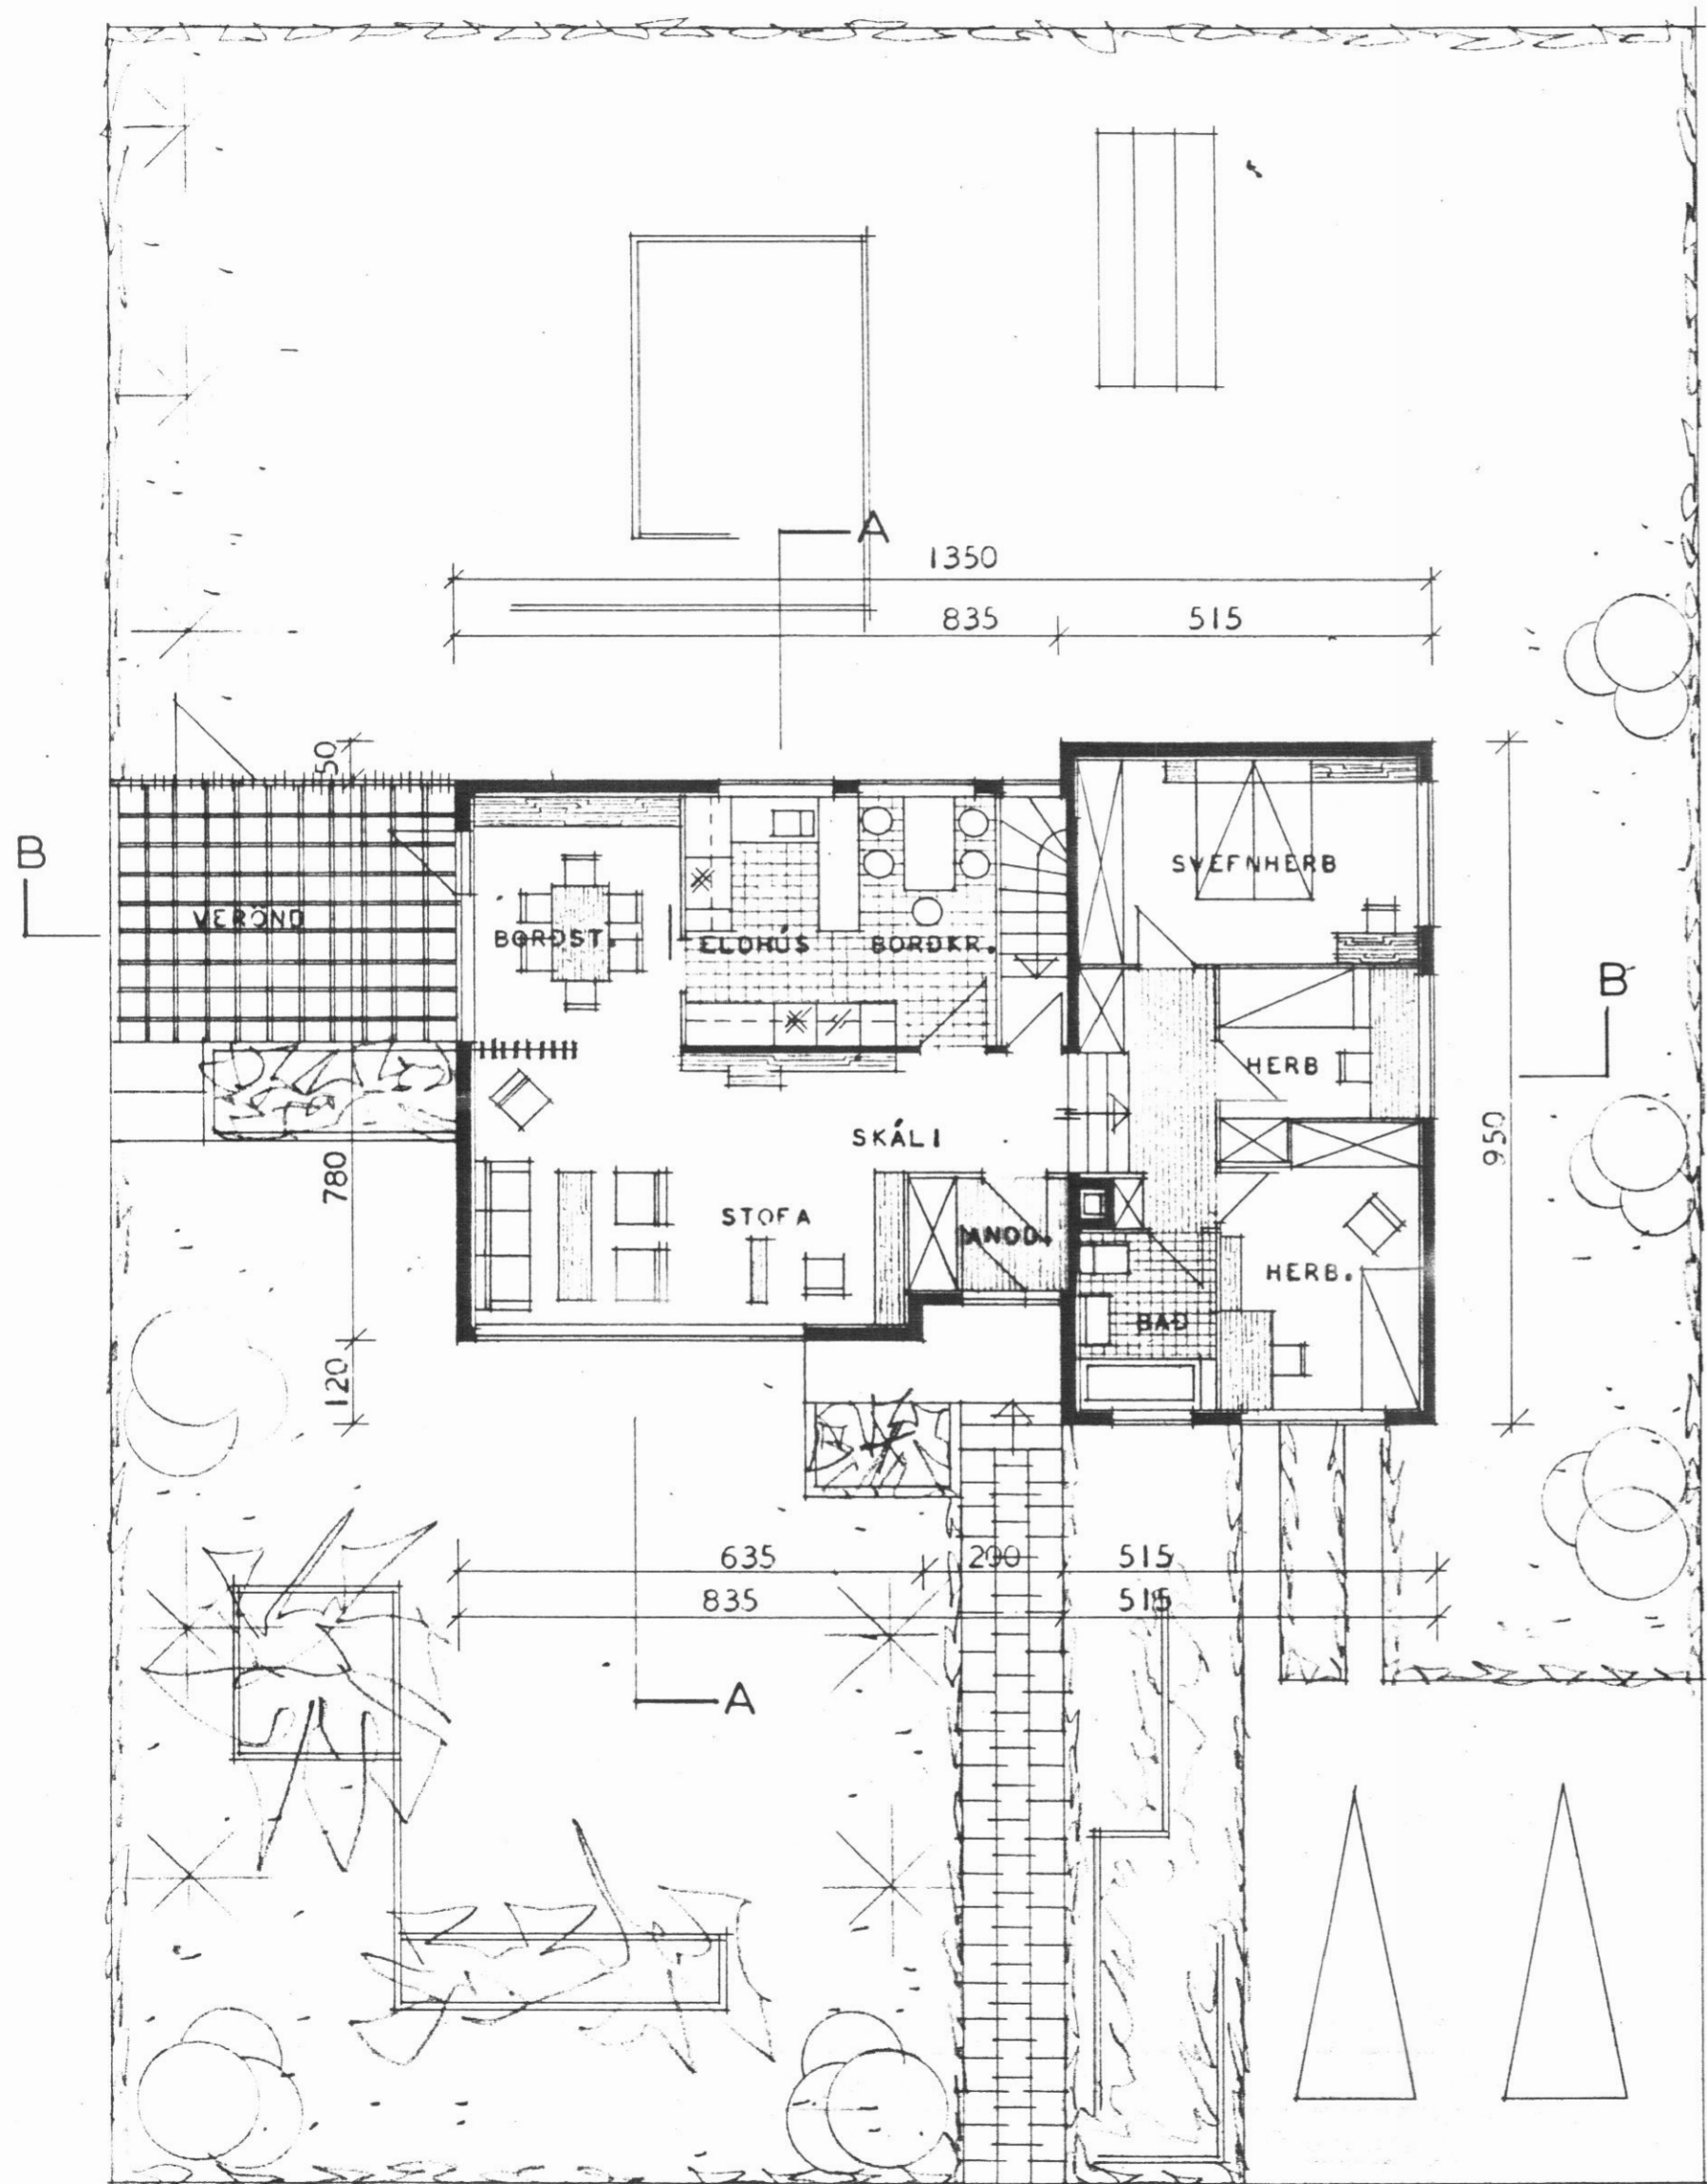 A
1350
835 515
50
B
SVEFNHERB
VERÖND
BORDST. ELDHÚS BORDKR.
B
HERB
SKÁLI
950
780
STOFA
ANDD.
HERB.
BAD
120
635 200 515
835 515
A